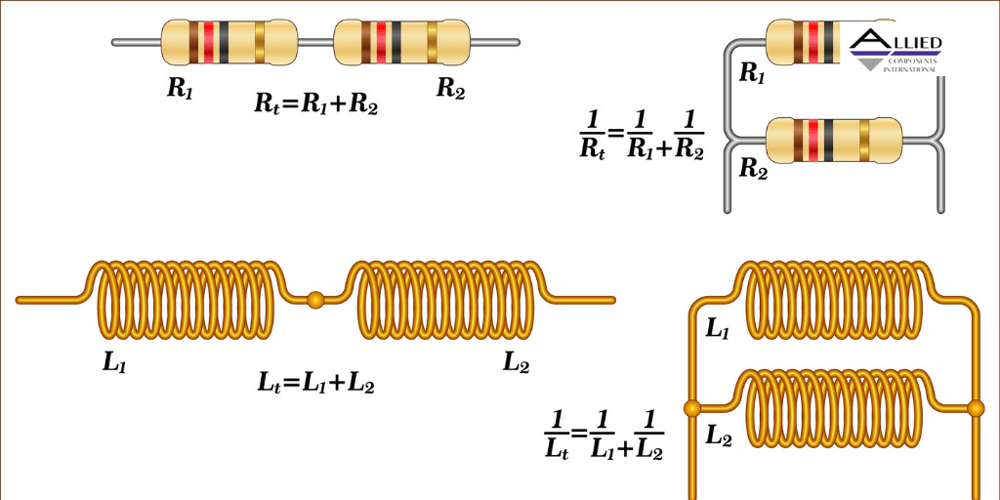 R1
R2
Rt=R1+R2
R1
ALLIED
COMPONENTS
INTERNATIONAL
1/Rt=1/R1+1/R2
R2
L1
L2
Lt=L1+L2
L1
1/Lt=1/L1+1/L2
L2